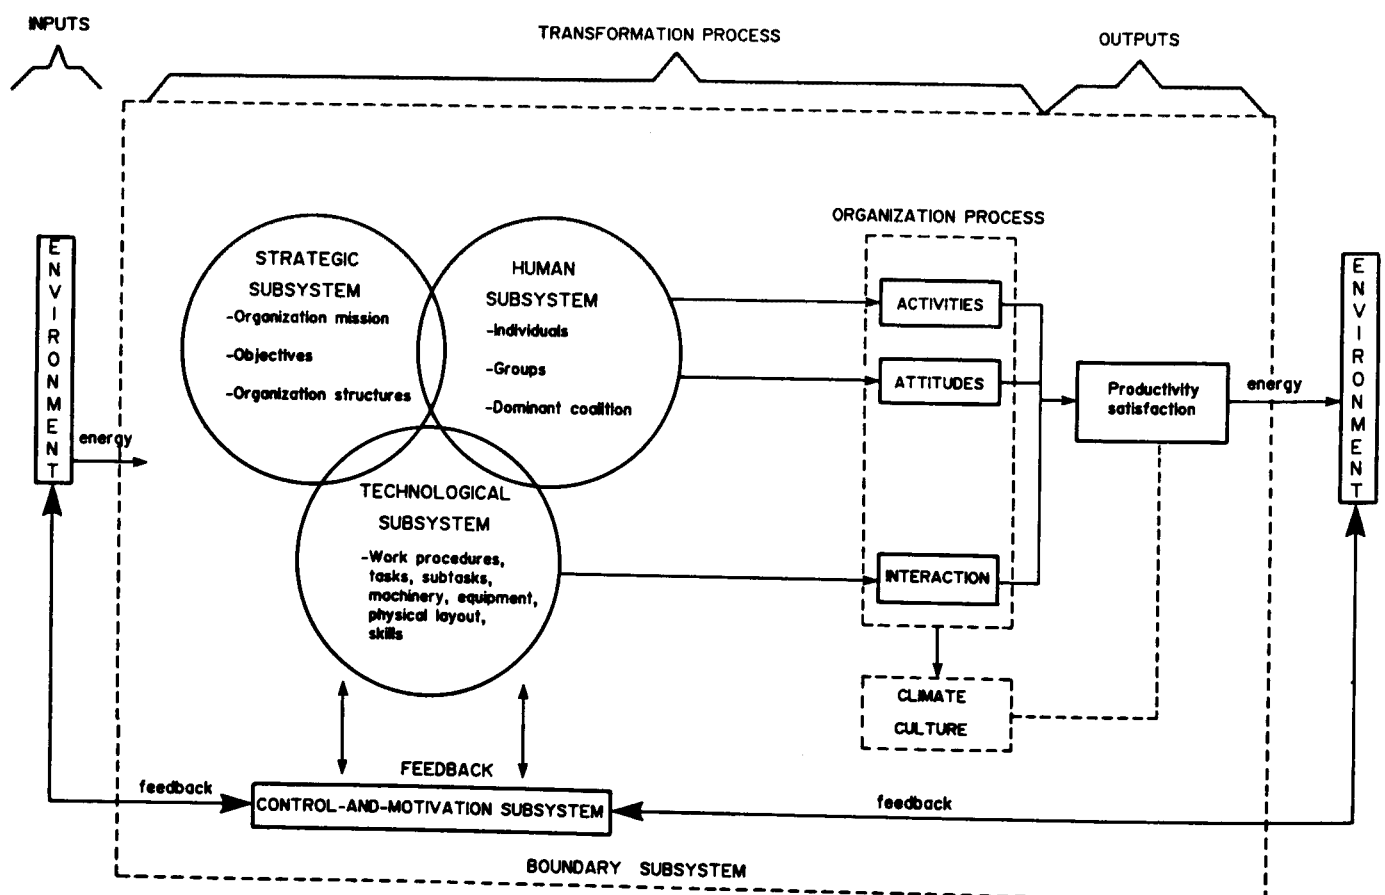 INPUTS
TRANSFORMATION PROCESS
OUTPUTS
ENVIRONMENT
energy
STRATEGIC
SUBSYSTEM
-Organization mission
-Objectives
-Organization structures
HUMAN
SUBSYSTEM
-Individuals
-Groups
-Dominant coalition
TECHNOLOGICAL
SUBSYSTEM
-Work procedures,
tasks, subtasks,
machinery, equipment,
physical layout,
skills
ORGANIZATION PROCESS
ACTIVITIES
ATTITUDES
INTERACTION
CLIMATE
CULTURE
Productivity
satisfaction
energy
ENVIRONMENT
FEEDBACK
feedback
CONTROL-AND-MOTIVATION SUBSYSTEM
feedback
BOUNDARY SUBSYSTEM